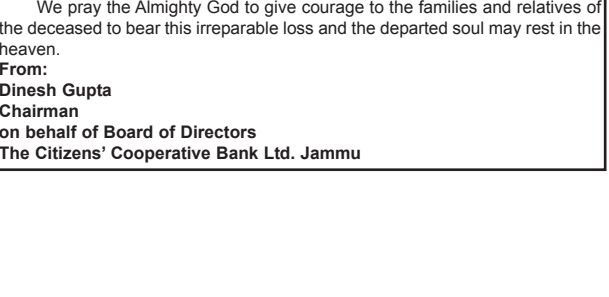 We pray the Almighty God to give courage to the families and relatives of
the deceased to bear this irreparable loss and the departed soul may rest in the
heaven.
From:
Dinesh Gupta
Chairman
on behalf of Board of Directors
The Citizens’ Cooperative Bank Ltd. Jammu